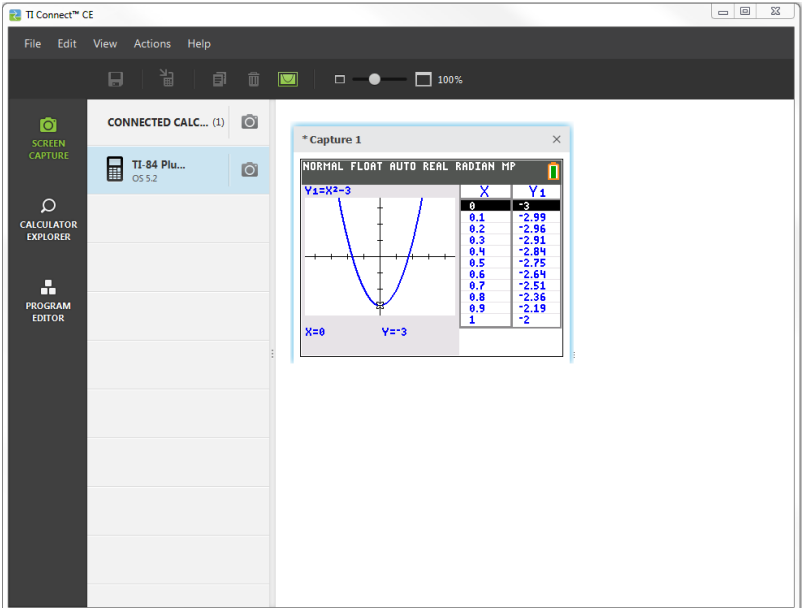 TI Connect™ CE
File Edit View Actions Help
100%
SCREEN
CAPTURE
CALCULATOR
EXPLORER
PROGRAM
EDITOR
CONNECTED CALC... (1)
TI-84 Plu...
OS 5.2
*Capture 1
NORMAL FLOAT AUTO REAL RADIAN MP
Y1=X²-3
X=0 Y=-3
X Y1
0 -3
0.1 -2.99
0.2 -2.96
0.3 -2.91
0.4 -2.84
0.5 -2.75
0.6 -2.64
0.7 -2.51
0.8 -2.36
0.9 -2.19
1 -2